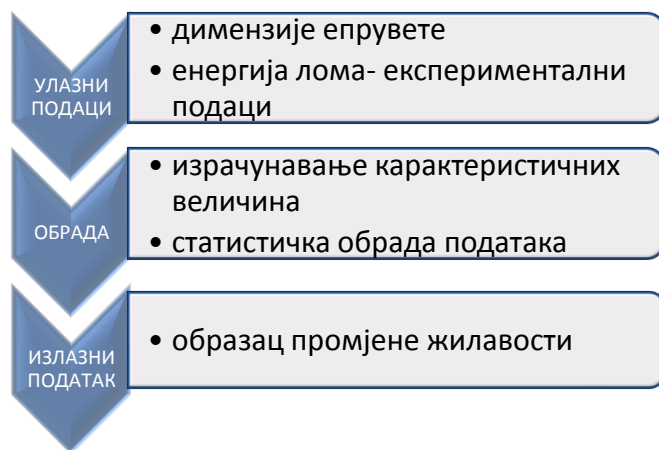 УЛАЗНИ
ПОДАЦИ
• димензије епрувете
• енергија лома- експериментални
подаци
ОБРАДА
• израчунавање карактеристичних
величина
• статистичка обрада података
ИЗЛАЗНИ
ПОДАТАК
• образац промјене жилавости